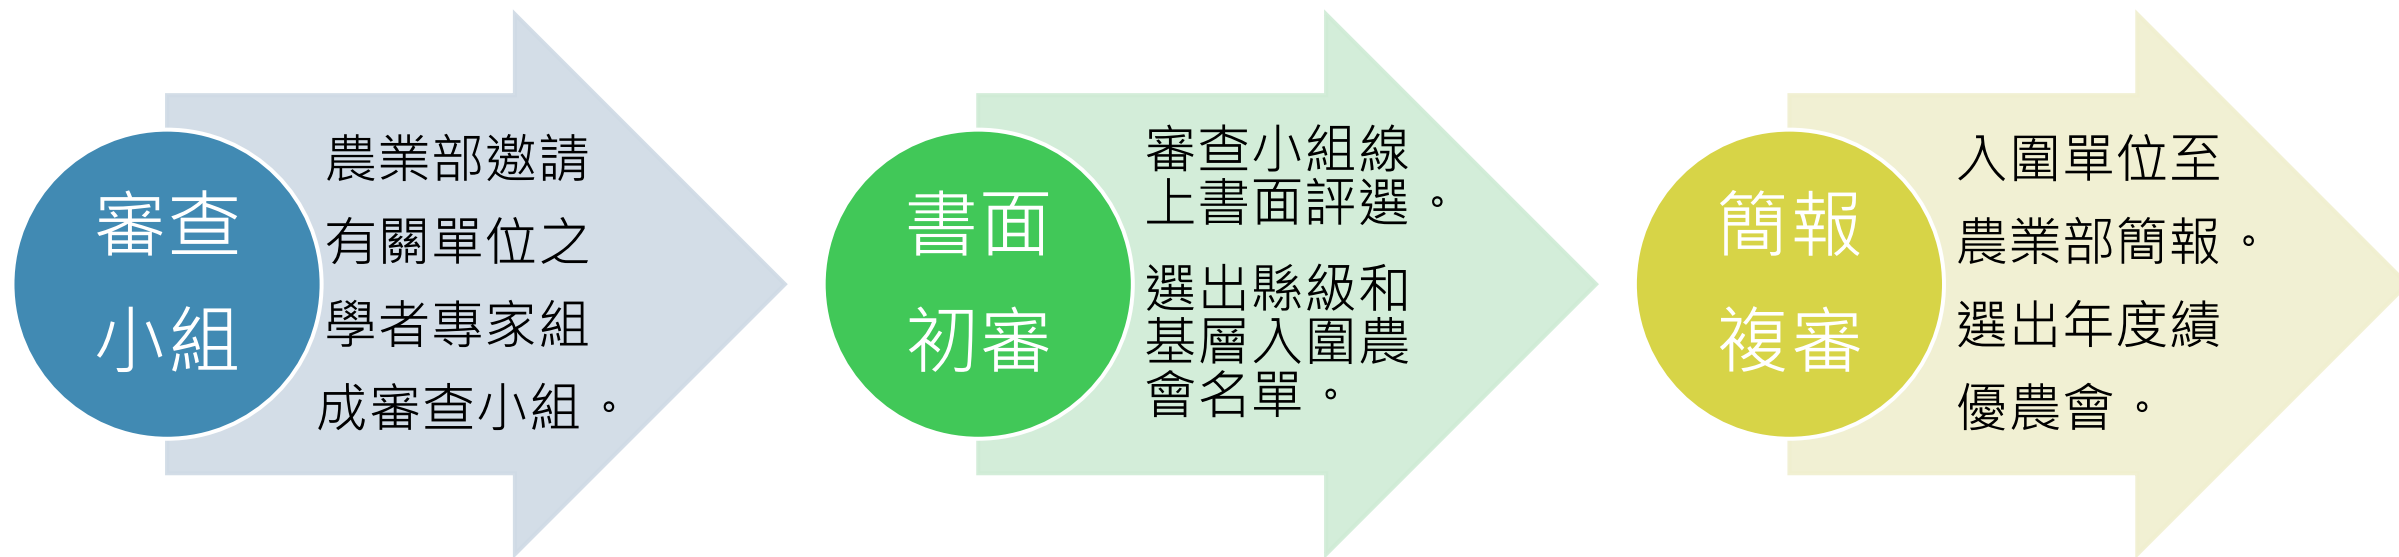 審查
小組
農業部邀請
有關單位之
學者專家組
成審查小組。
書面
初審
審查小組線
上書面評選。
選出縣級和
基層入圍農
會名單。
簡報
複審
入圍單位至
農業部簡報。
選出年度績
優農會。